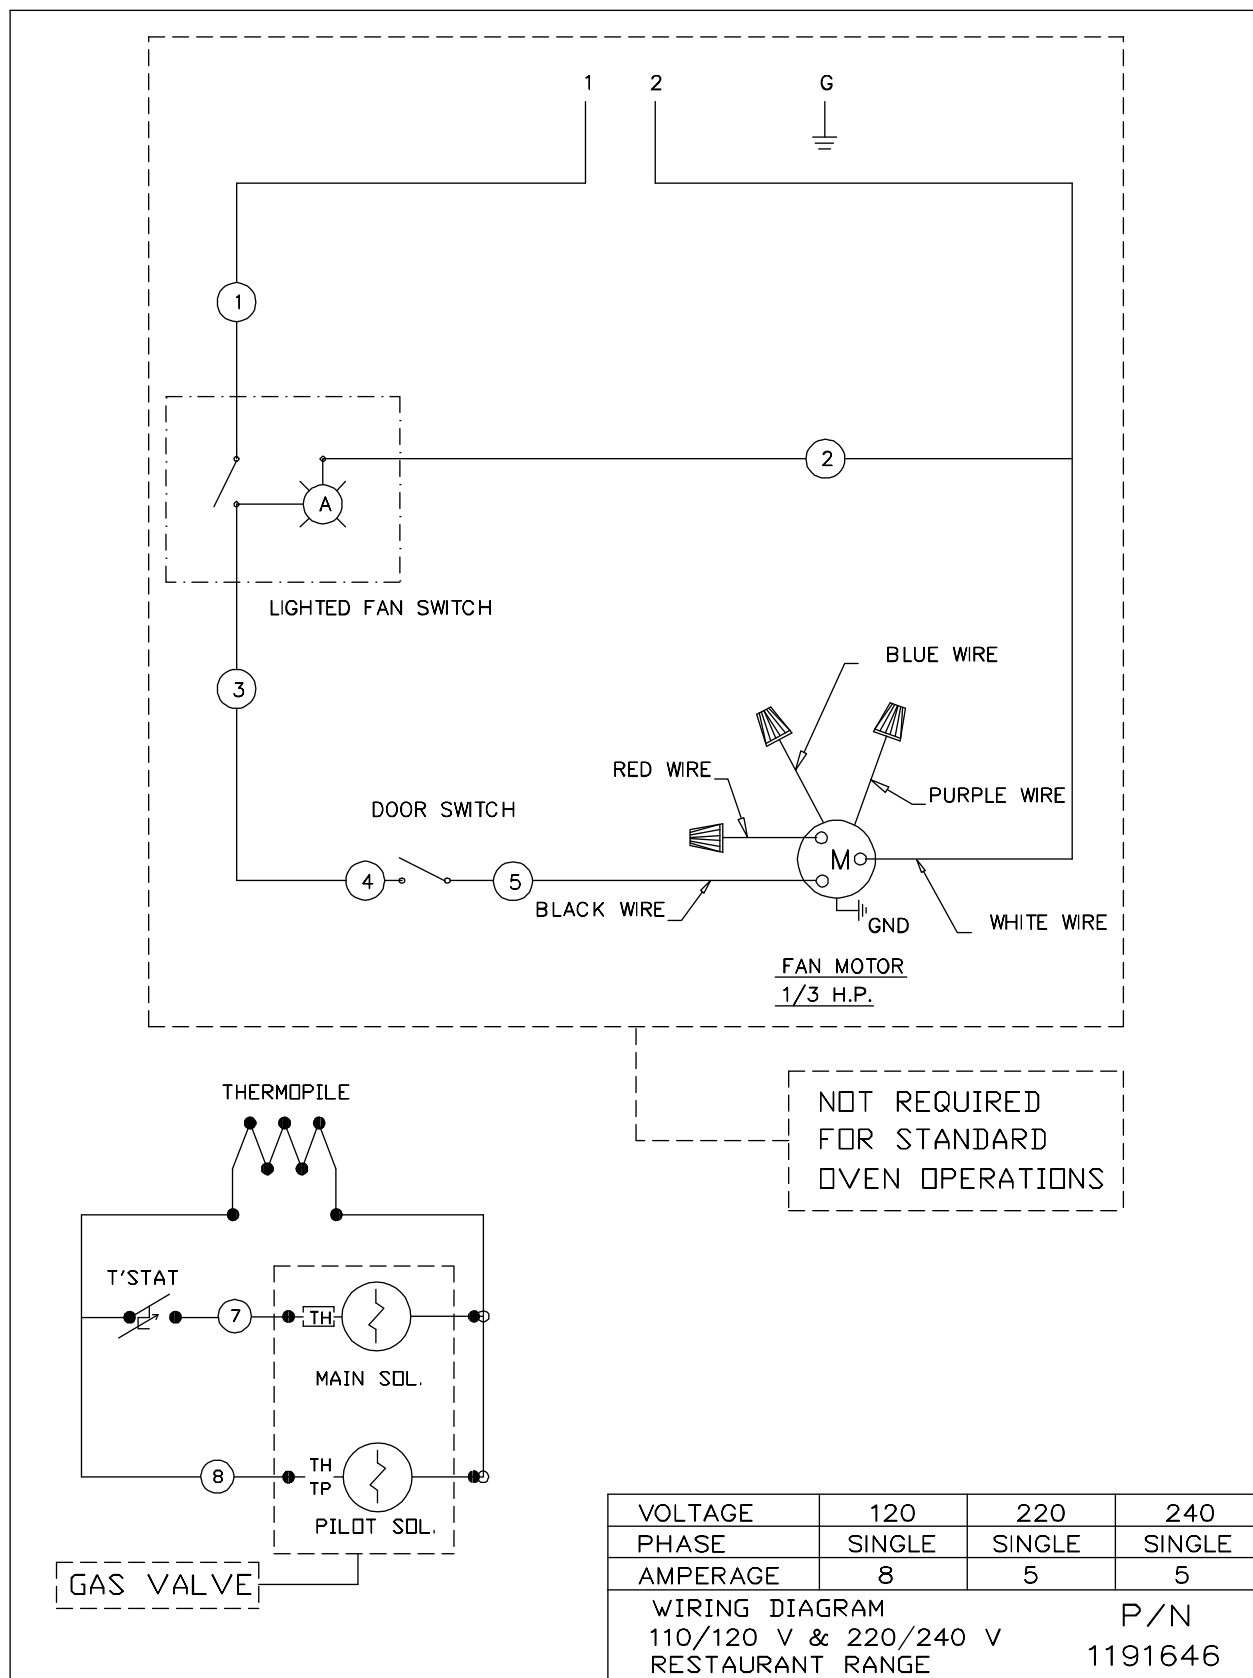 1 2 G
1
2
A
LIGHTED FAN SWITCH
3
BLUE WIRE
RED WIRE
PURPLE WIRE
DOOR SWITCH
M
4 5
BLACK WIRE
GND
WHITE WIRE
FAN MOTOR
1/3 H.P.
NOT REQUIRED
FOR STANDARD
OVEN OPERATIONS
THERMOPILE
T'STAT
7 TH
MAIN SOL.
8 TH
TP
PILOT SOL.
GAS VALVE
VOLTAGE 120 220 240
PHASE SINGLE SINGLE SINGLE
AMPERAGE 8 5 5
WIRING DIAGRAM
110/120 V & 220/240 V
RESTAURANT RANGE
P/N
1191646